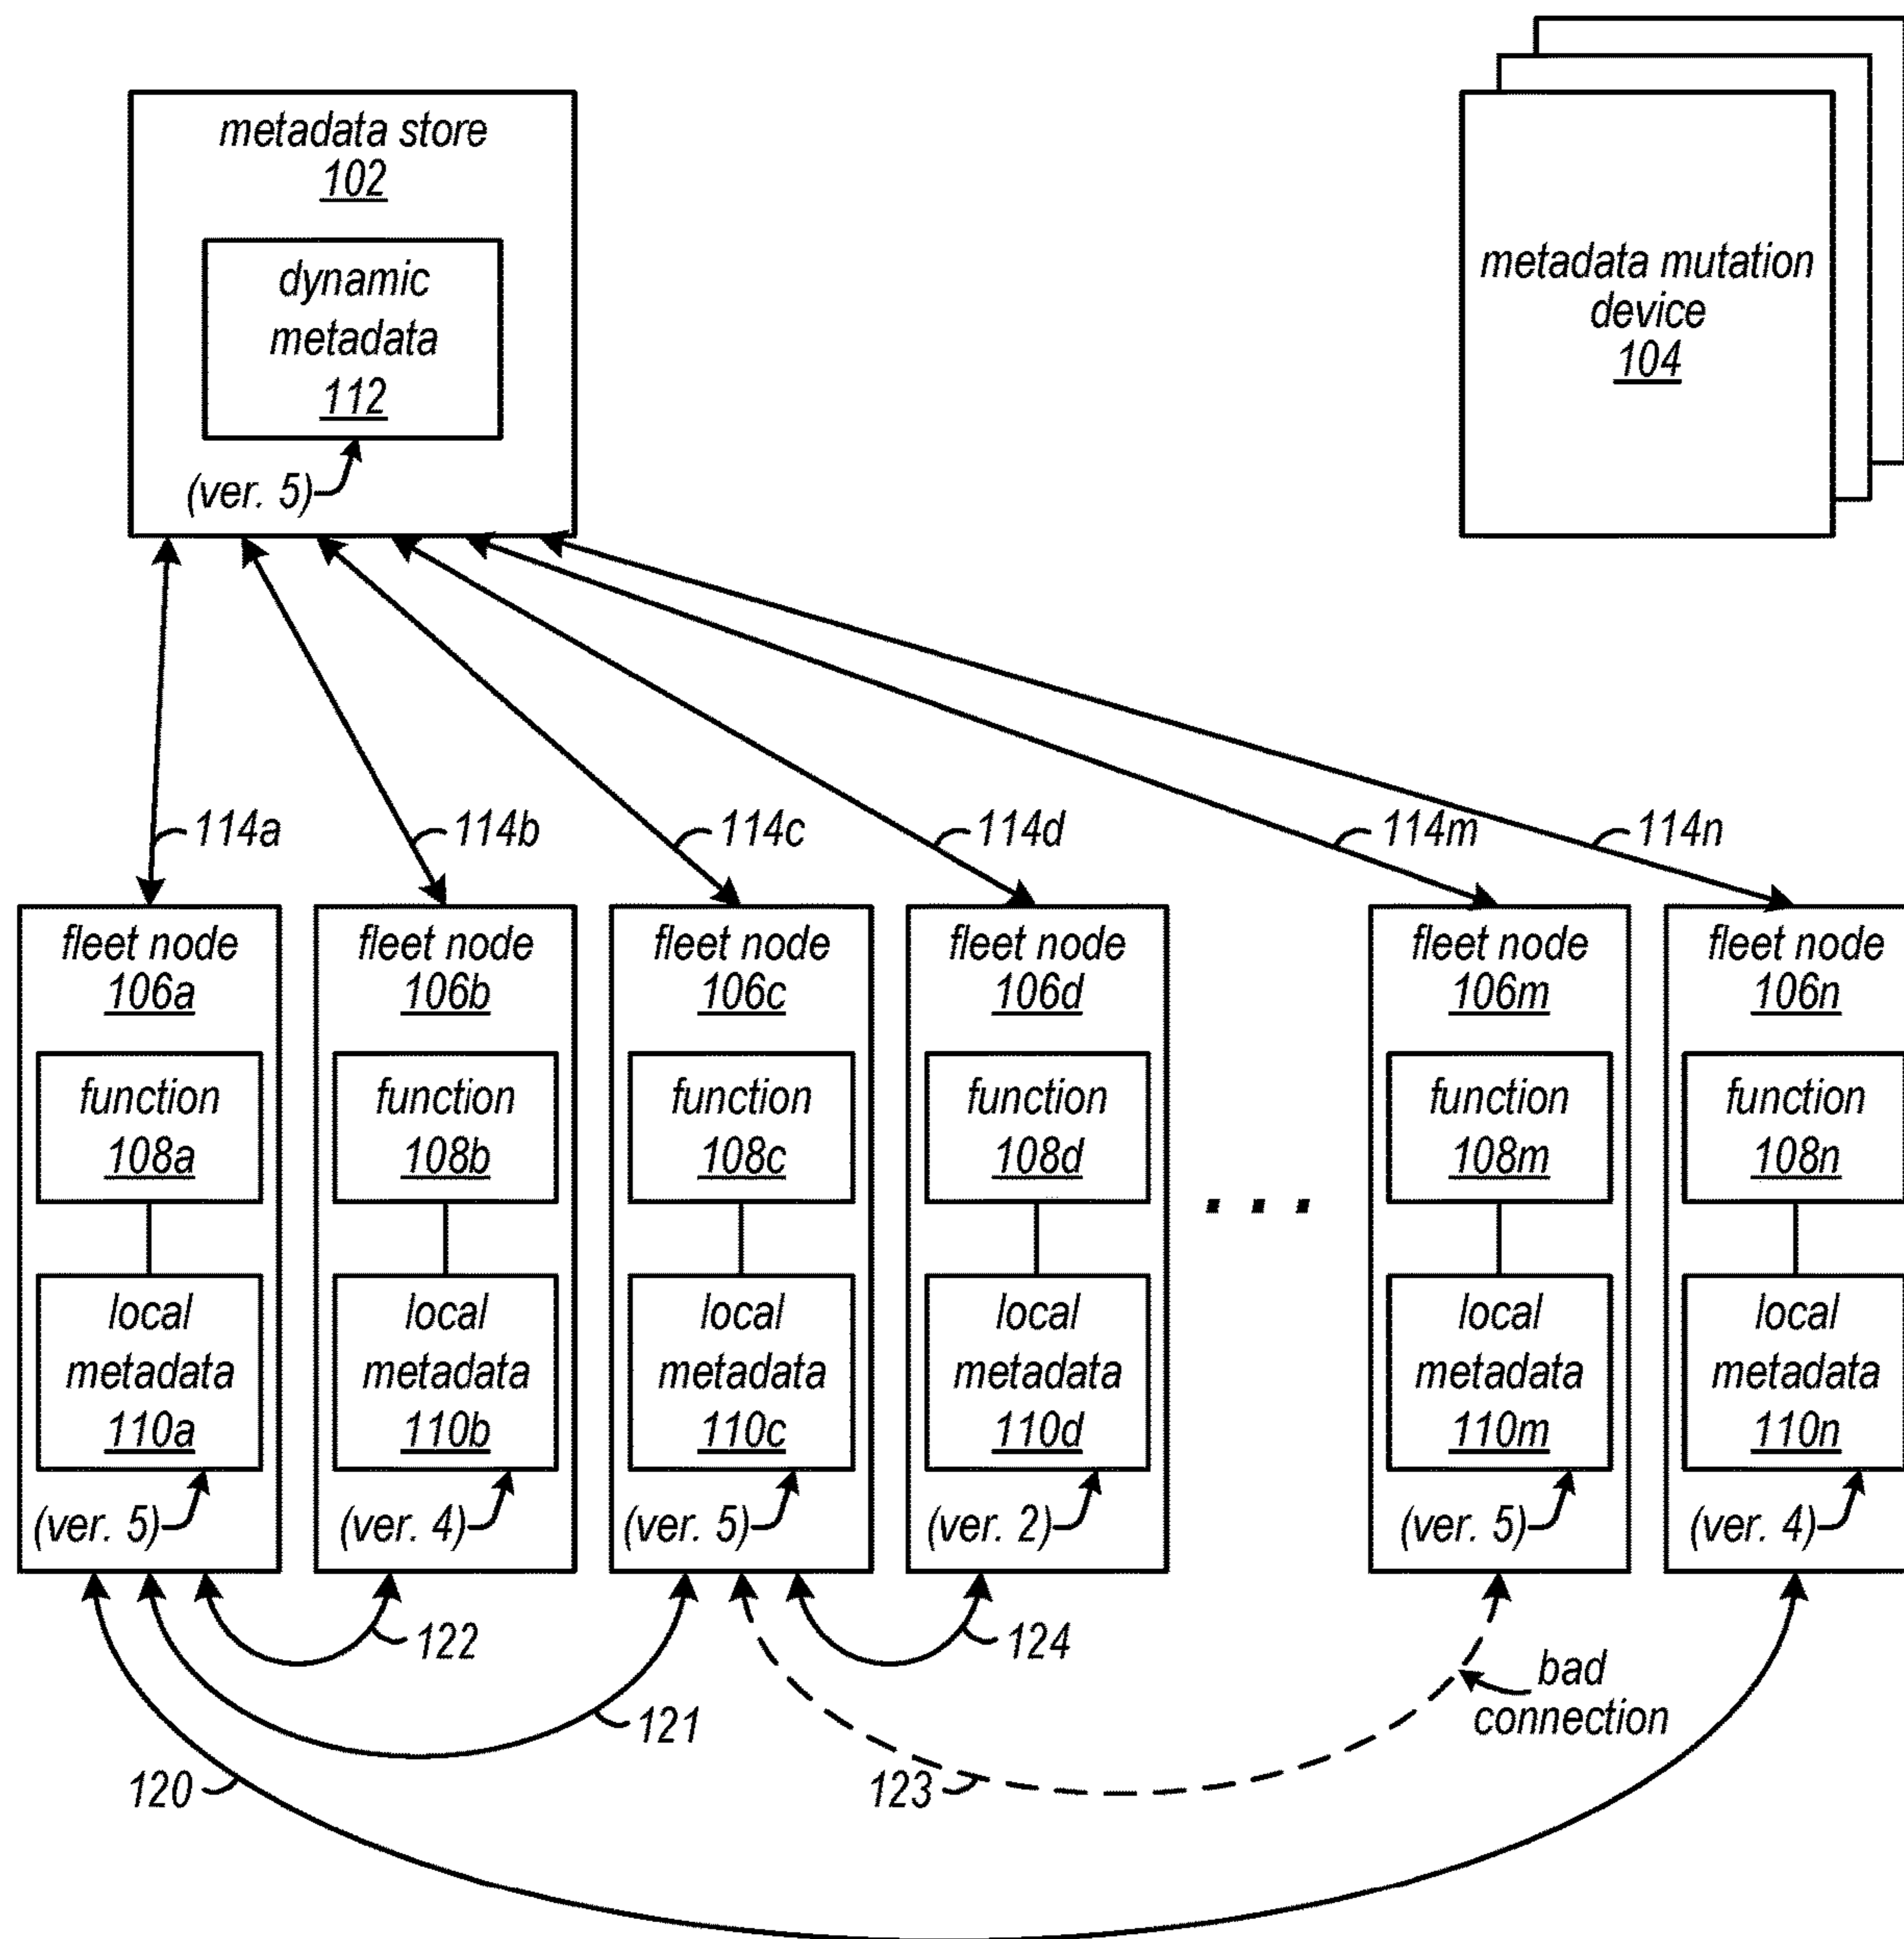 metadata store
102
dynamic
metadata
112
(ver. 5)
metadata mutation
device
104
114a
114b
114c
114d
114m
114n
fleet node
106a
function
108a
local
metadata
110a
(ver. 5)
fleet node
106b
function
108b
local
metadata
110b
(ver. 4)
fleet node
106c
function
108c
local
metadata
110c
(ver. 5)
fleet node
106d
function
108d
local
metadata
110d
(ver. 2)
. . .
fleet node
106m
function
108m
local
metadata
110m
(ver. 5)
fleet node
106n
function
108n
local
metadata
110n
(ver. 4)
122
124
121
bad
connection
120
123